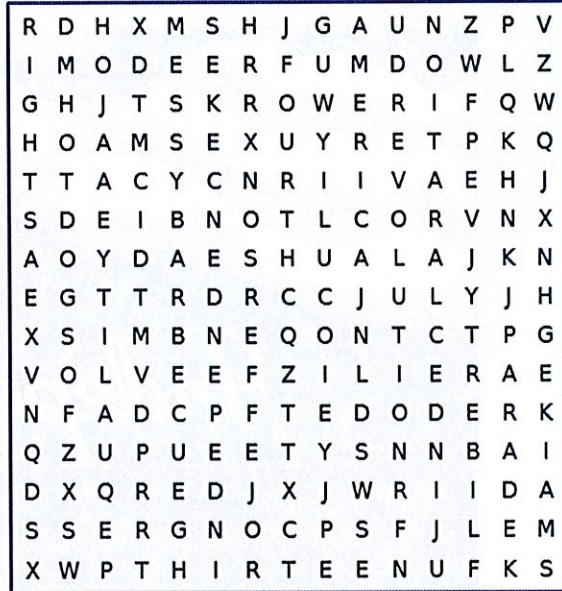 R D H X M S H J G A U N Z P V
I M O D E E R F U M D O W L Z
G H J T S K R O W E R I F Q W
H O A M S E X U Y R E T P K Q
T T A C Y C N R I I V A E H J
S D E I B N O T L C O R V N X
A O Y D A E S H U A L A J K N
E G T T R D R C C J U L Y J H
X S I M B N E Q O N T C T P G
V O L V E E F Z I L I E R A E
N F A D C P F T E D O D E R K
Q Z U P U E E T Y S N N B A I
D X Q R E D J X J W R I I D A
S S E R G N O C P S F J L E M
X W P T H I R T E E N U F K S